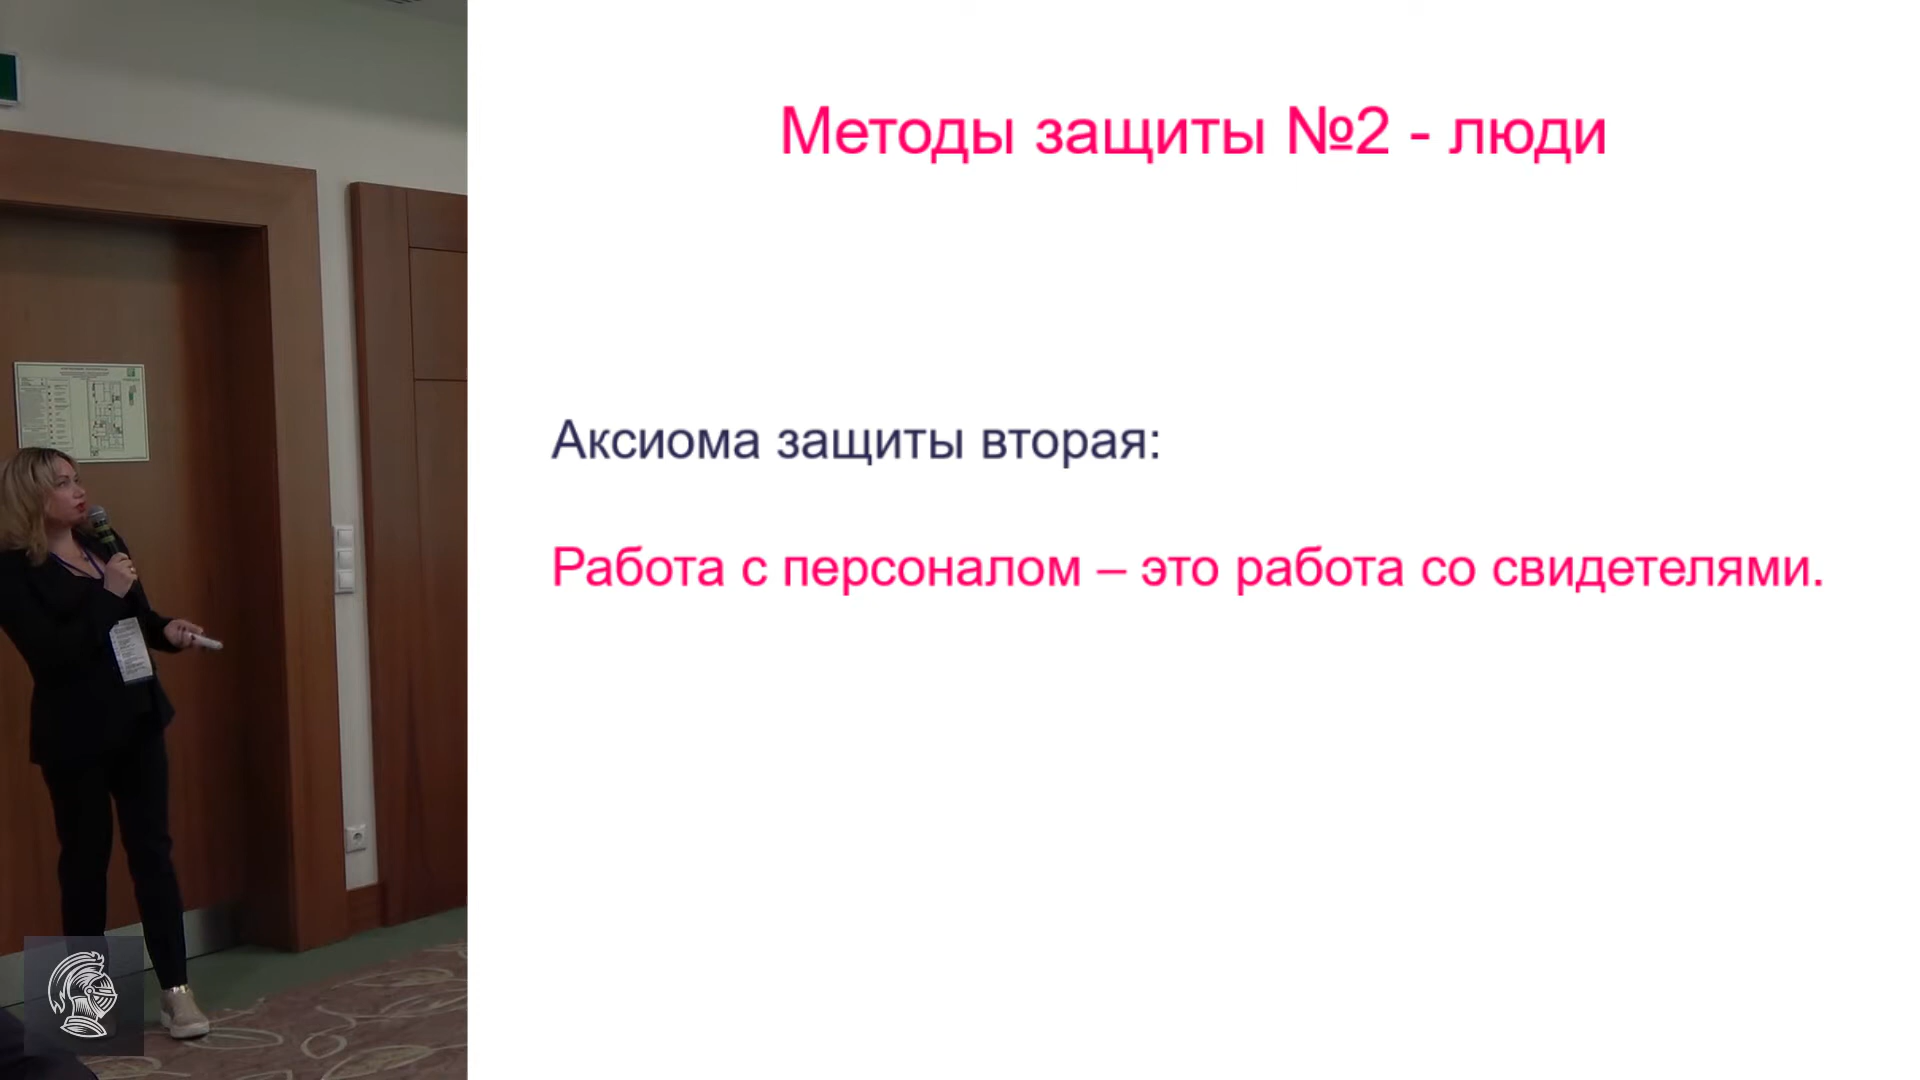 Методы защиты №2 - люди
Аксиома защиты вторая:
Работа с персоналом – это работа со свидетелями.